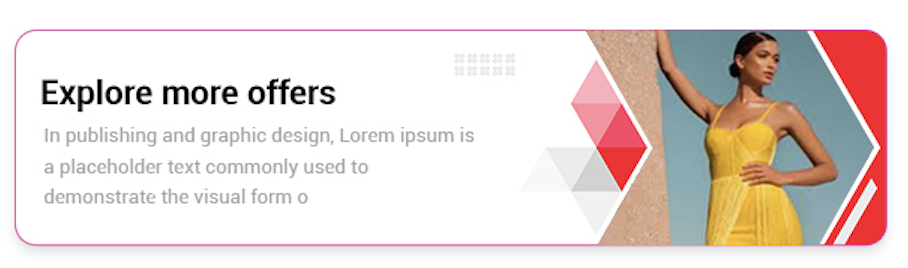 Explore more offers
In publishing and graphic design, Lorem ipsum is
a placeholder text commonly used to
demonstrate the visual form o